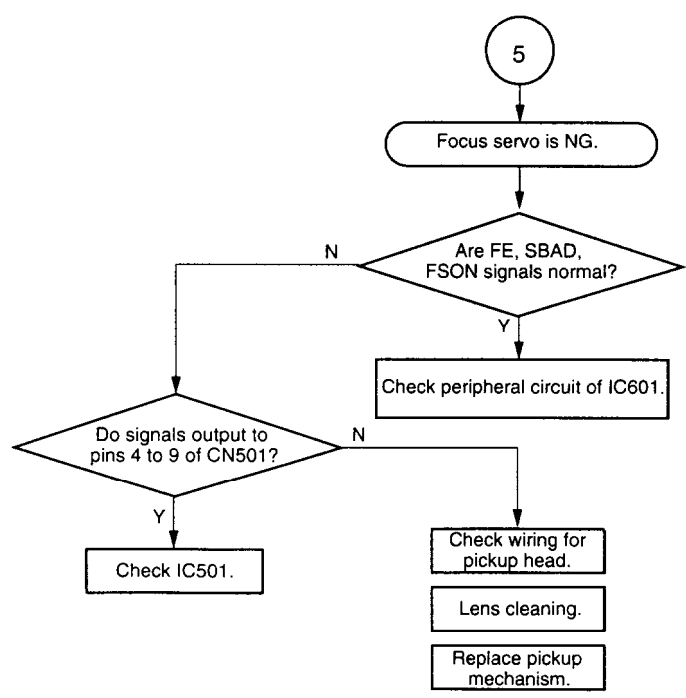 5
Focus servo is NG.
Are FE, SBAD,
FSON signals normal?
N
Y
Check peripheral circuit of IC601.
Do signals output to
pins 4 to 9 of CN501?
N
Y
Check IC501.
Check wiring for
pickup head.
Lens cleaning.
Replace pickup
mechanism.